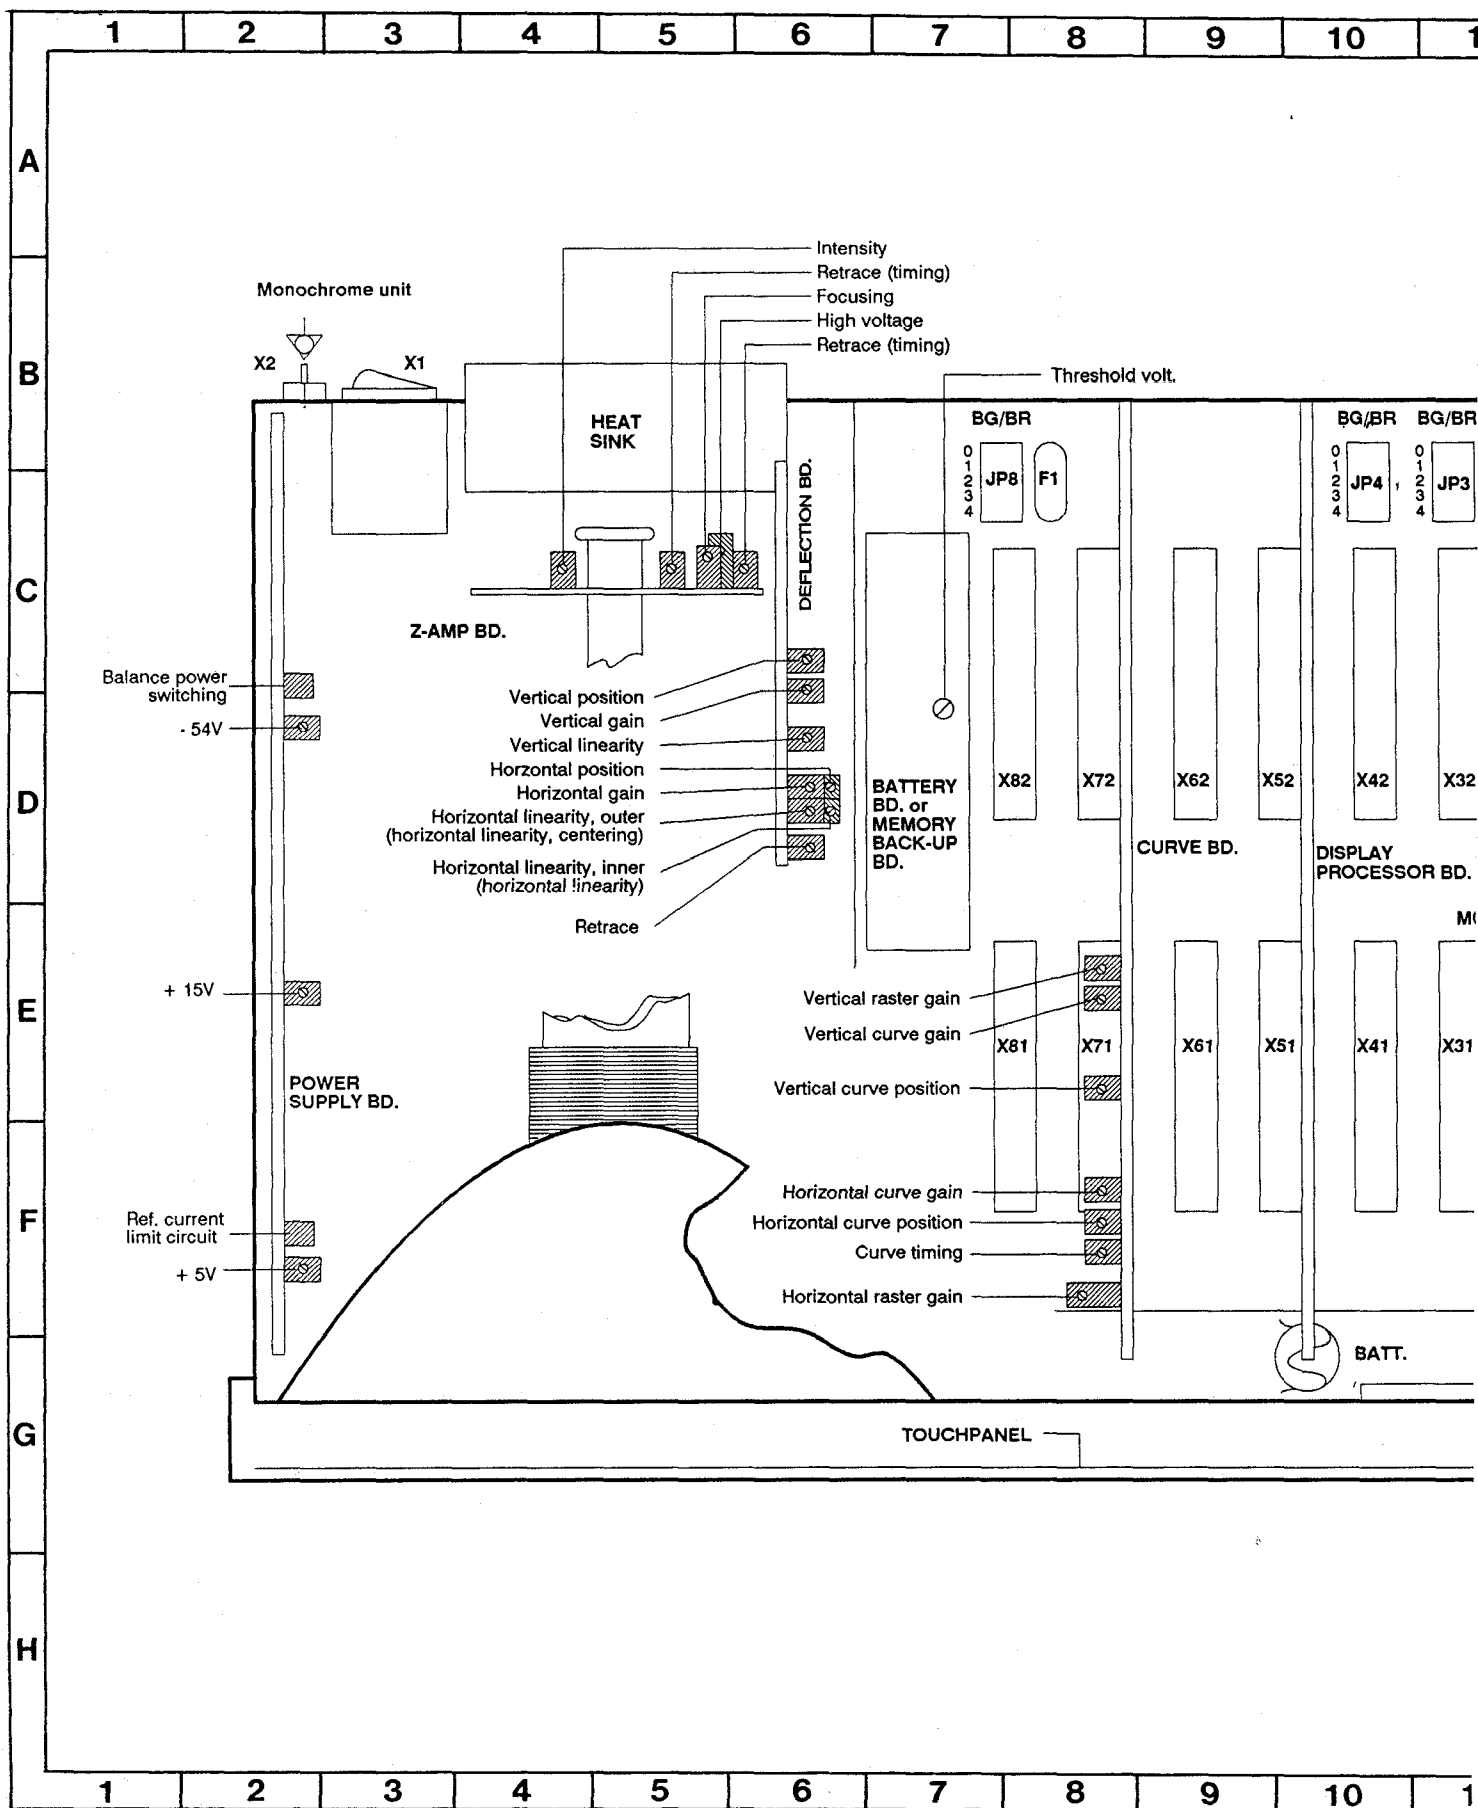 1 2 3 4 5 6 7 8 9 10 1
A
Intensity
Retrace (timing)
Focusing
High voltage
Retrace (timing)
Monochrome unit
B
X2
X1
Threshold volt.
HEAT
SINK
BG/BR
BG/BR
BG/BR
0
1
2
3
4
JP8
F1
0
1
2
3
4
JP4
0
1
2
3
4
JP3
DEFLECTION BD.
C
Z-AMP BD.
Balance power
switching
- 54V
Vertical position
Vertical gain
Vertical linearity
Horzontal position
Horizontal gain
Horizontal linearity, outer
(horizontal linearity, centering)
Horizontal linearity, inner
(horizontal linearity)
Retrace
D
BATTERY
BD. or
MEMORY
BACK-UP
BD.
X82
X72
X62
X52
X42
X32
CURVE BD.
DISPLAY
PROCESSOR BD.
M
+ 15V
E
Vertical raster gain
Vertical curve gain
X81
X71
X61
X51
X41
X31
Vertical curve position
POWER
SUPPLY BD.
F
Ref. current
limit circuit
+ 5V
Horizontal curve gain
Horizontal curve position
Curve timing
Horizontal raster gain
BATT.
G
TOUCHPANEL
H
1 2 3 4 5 6 7 8 9 10 1